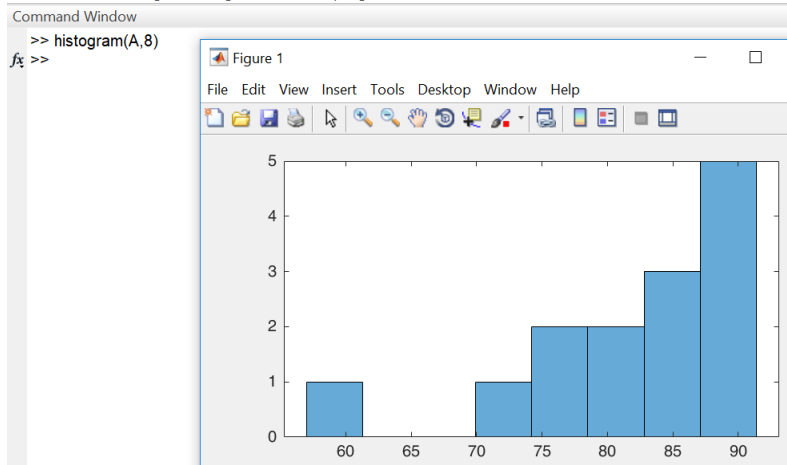 Command Window
>> histogram(A,8)
fx >>
Figure 1
File Edit View Insert Tools Desktop Window Help
5
4
3
2
1
0
60 65 70 75 80 85 90